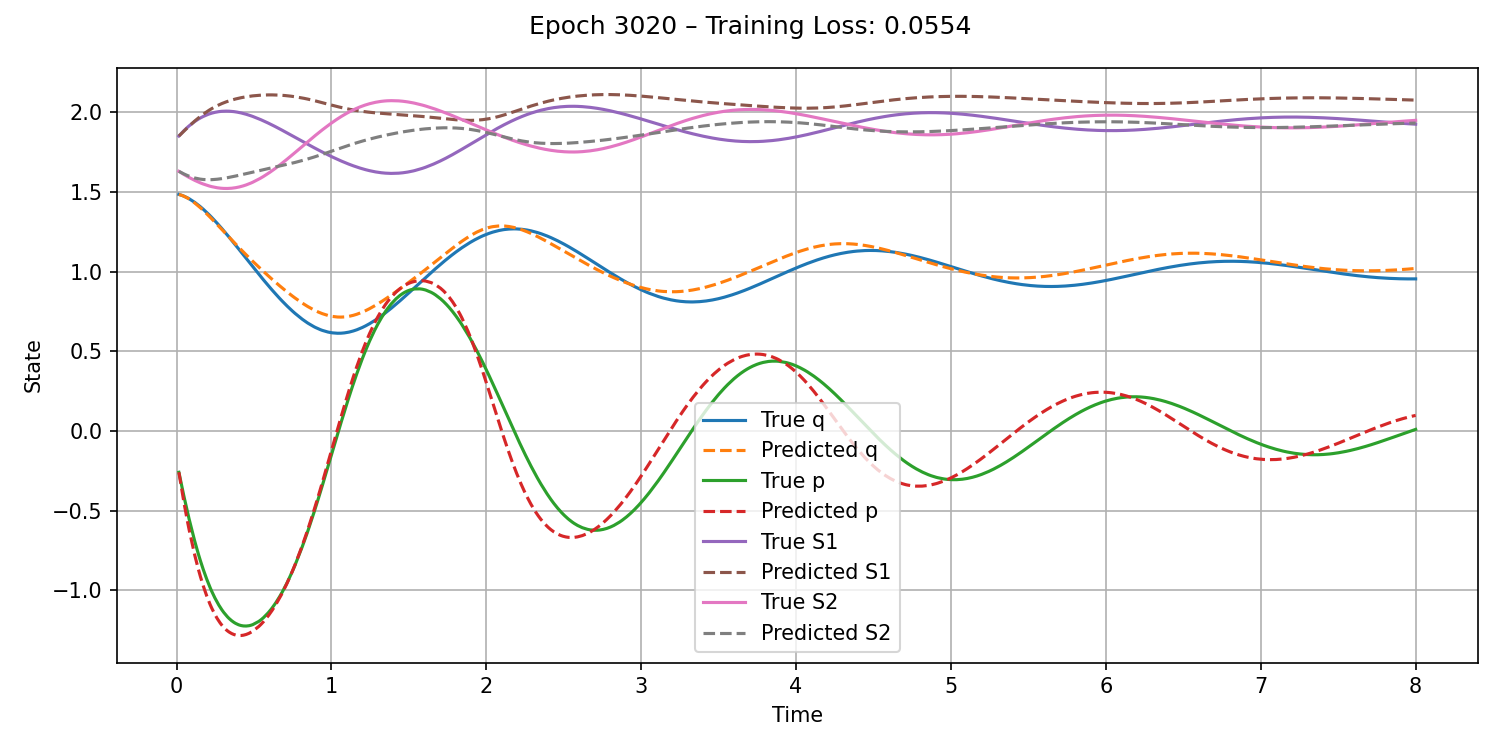 Epoch 3020 – Training Loss: 0.0554
State
2.0
1.5
1.0
0.5
0.0
−0.5
−1.0
True q
Predicted q
True p
Predicted p
True S1
Predicted S1
True S2
Predicted S2
0 1 2 3 4 5 6 7 8
Time